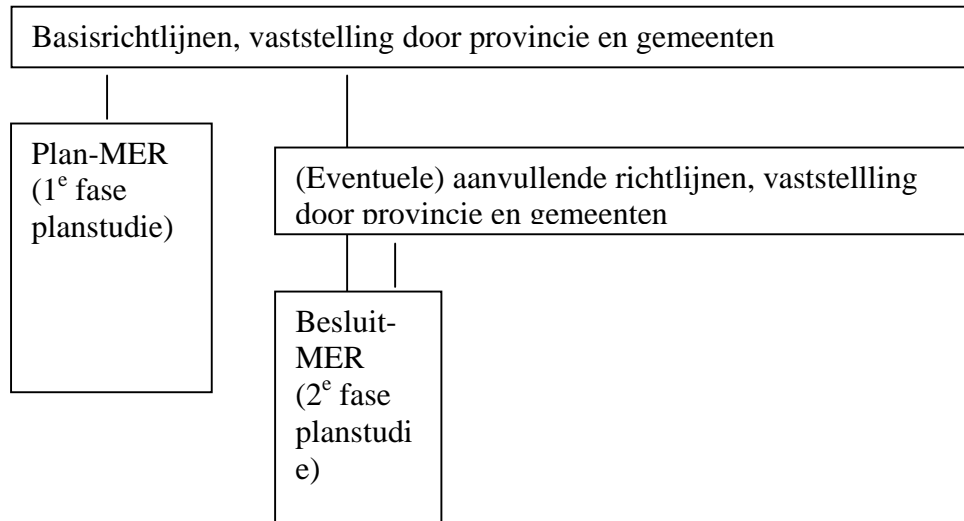 Basisrichtlijnen, vaststelling door provincie en gemeenten
Plan-MER
(1e fase
planstudie)
(Eventuele) aanvullende richtlijnen, vaststellling
door provincie en gemeenten
Besluit-
MER
(2e fase
planstudi
e)